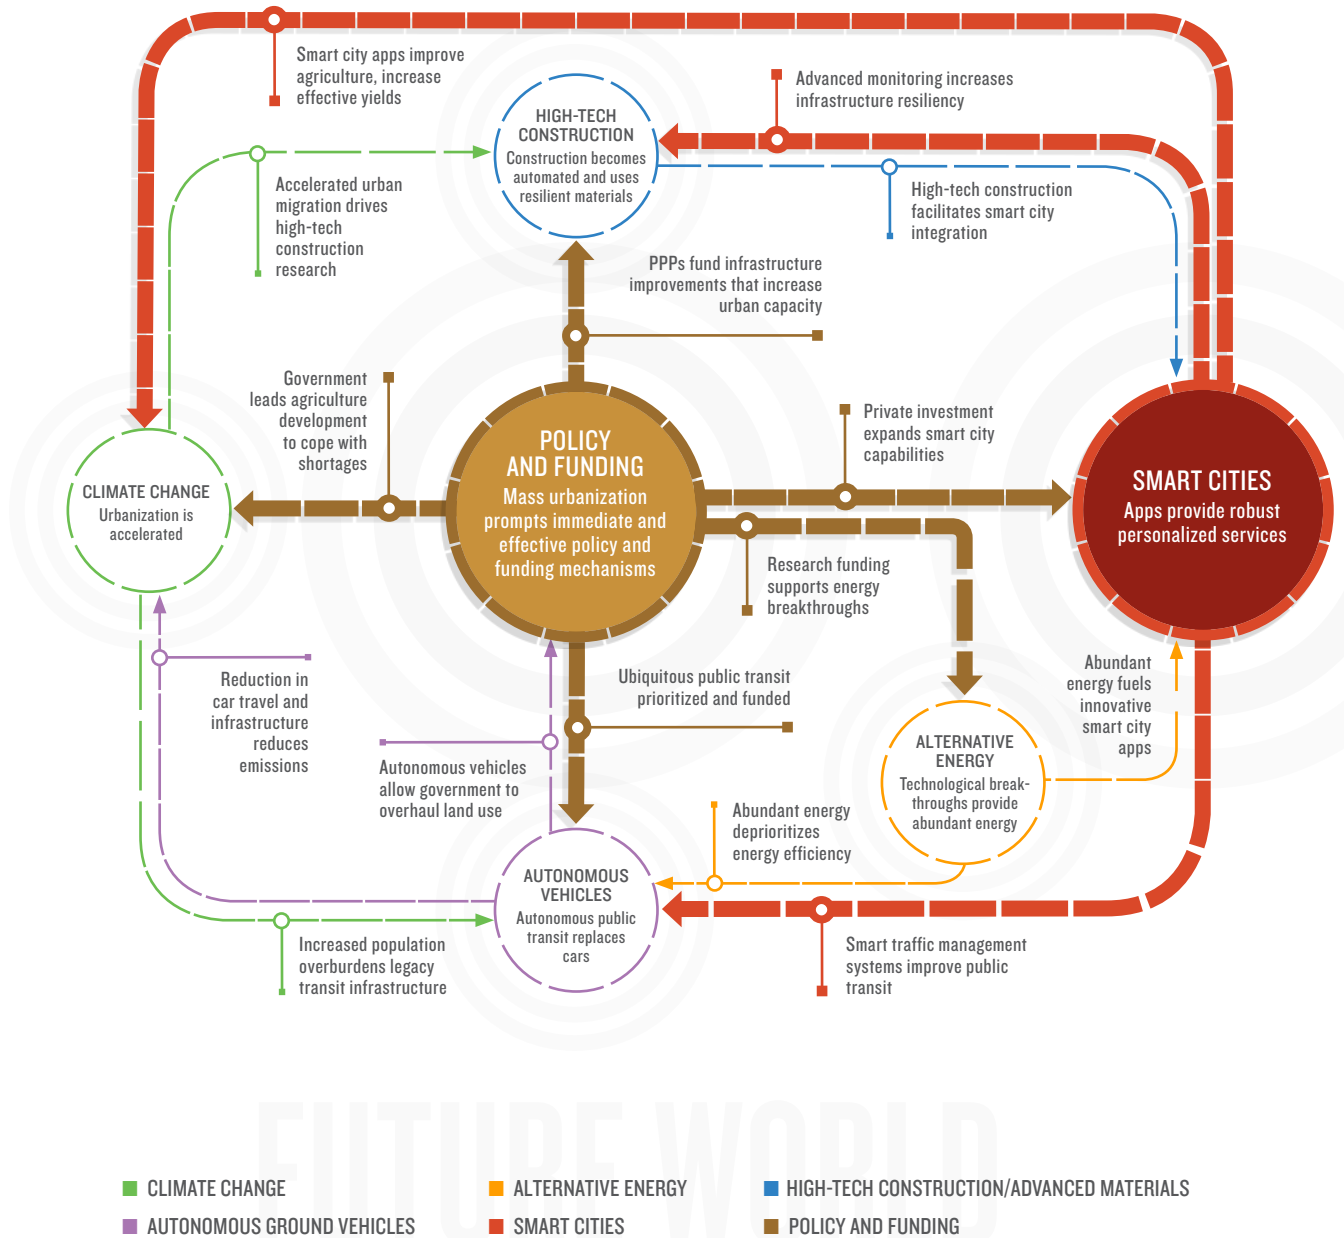 Smart city apps improve
agriculture, increase
effective yields
HIGH-TECH
CONSTRUCTION
Construction becomes
automated and uses
resilient materials
Advanced monitoring increases
infrastructure resiliency
Accelerated urban
migration drives
high-tech
construction
research
High-tech construction
facilitates smart city
integration
PPPs fund infrastructure
improvements that increase
urban capacity
Government
leads agriculture
development
to cope with
shortages
Private investment
expands smart city
capabilities
CLIMATE CHANGE
Urbanization is
accelerated
POLICY
AND FUNDING
Mass urbanization
prompts immediate and
effective policy and
funding mechanisms
SMART CITIES
Apps provide robust
personalized services
Research funding
supports energy
breakthroughs
Reduction in
car travel and
infrastructure
reduces
emissions
Ubiquitous public transit
prioritized and funded
Abundant
energy fuels
innovative
smart city
apps
Autonomous vehicles
allow government to
overhaul land use
ALTERNATIVE
ENERGY
Technological break-
throughs provide
abundant energy
Abundant energy
deprioritizes
energy efficiency
AUTONOMOUS
VEHICLES
Autonomous public
transit replaces
cars
Increased population
overburdens legacy
transit infrastructure
Smart traffic management
systems improve public
transit
FUTURE WORLD
CLIMATE CHANGE
ALTERNATIVE ENERGY
HIGH-TECH CONSTRUCTION/ADVANCED MATERIALS
AUTONOMOUS GROUND VEHICLES
SMART CITIES
POLICY AND FUNDING